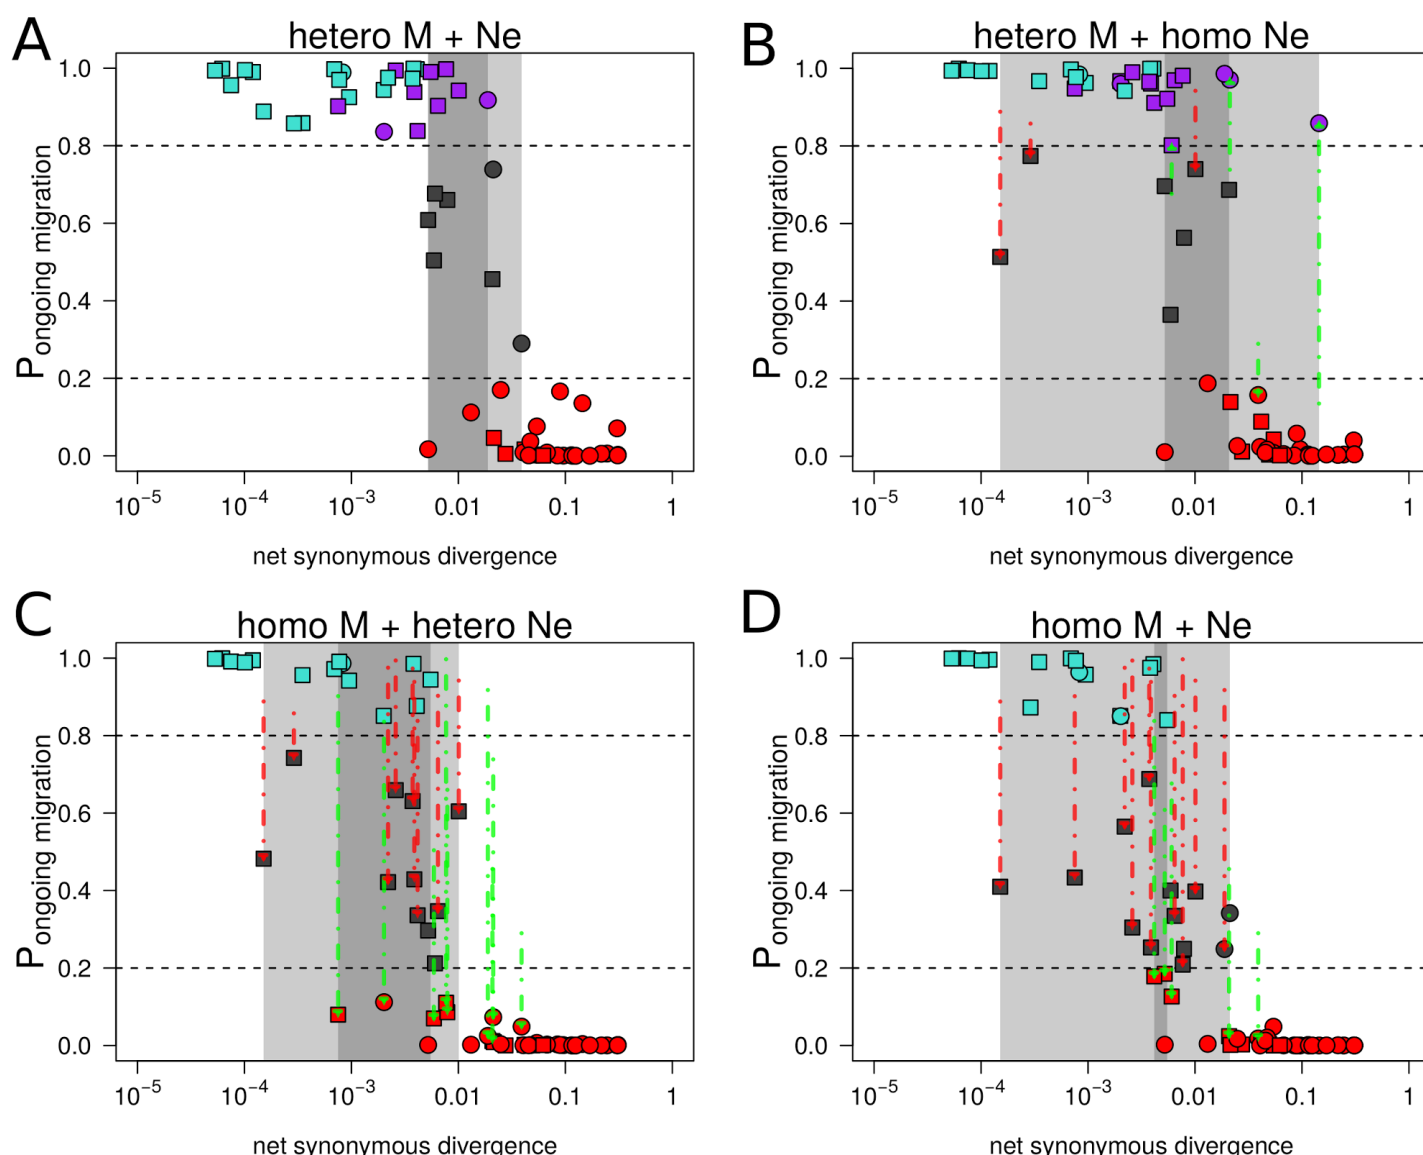 A
hetero M + Ne
P ongoing migration
1.0
0.8
0.6
0.4
0.2
0.0
10⁻⁵ 10⁻⁴ 10⁻³ 0.01 0.1 1
net synonymous divergence
B
hetero M + homo Ne
P ongoing migration
1.0
0.8
0.6
0.4
0.2
0.0
10⁻⁵ 10⁻⁴ 10⁻³ 0.01 0.1 1
net synonymous divergence
C
homo M + hetero Ne
P ongoing migration
1.0
0.8
0.6
0.4
0.2
0.0
10⁻⁵ 10⁻⁴ 10⁻³ 0.01 0.1 1
net synonymous divergence
D
homo M + Ne
P ongoing migration
1.0
0.8
0.6
0.4
0.2
0.0
10⁻⁵ 10⁻⁴ 10⁻³ 0.01 0.1 1
net synonymous divergence